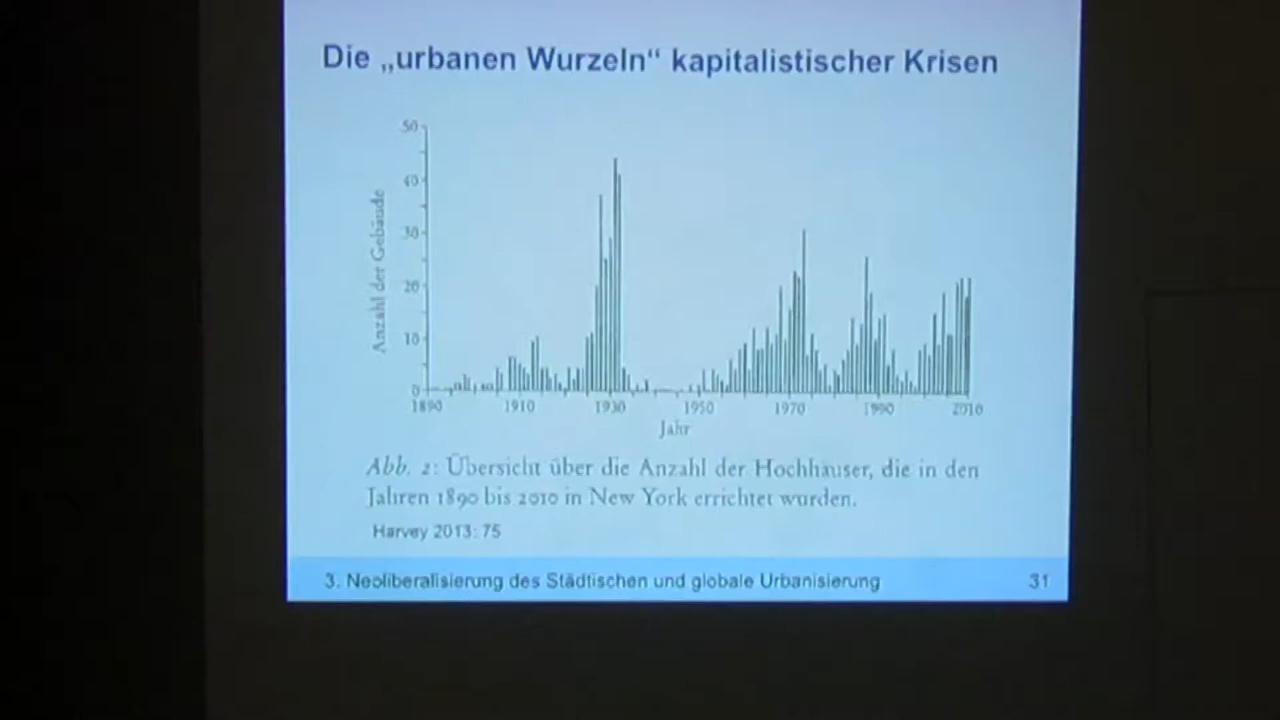 Die „urbanen Wurzeln“ kapitalistischer Krisen
Anzahl der Gebäude
50
40
30
20
10
0
1890 1910 1930 1950 1970 1990 2010
Jahr
Abb. 2: Übersicht über die Anzahl der Hochhäuser, die in den
Jahren 1890 bis 2010 in New York errichtet wurden.
Harvey 2013: 75
3. Neoliberalisierung des Städtischen und globale Urbanisierung 31